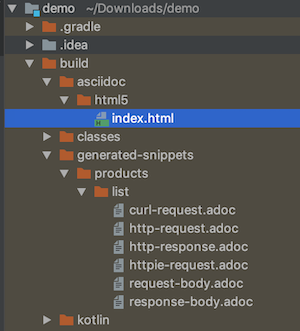 demo ~/Downloads/demo
.gradle
.idea
build
asciidoc
html5
index.html
classes
generated-snippets
products
list
curl-request.adoc
http-request.adoc
http-response.adoc
httpie-request.adoc
request-body.adoc
response-body.adoc
kotlin